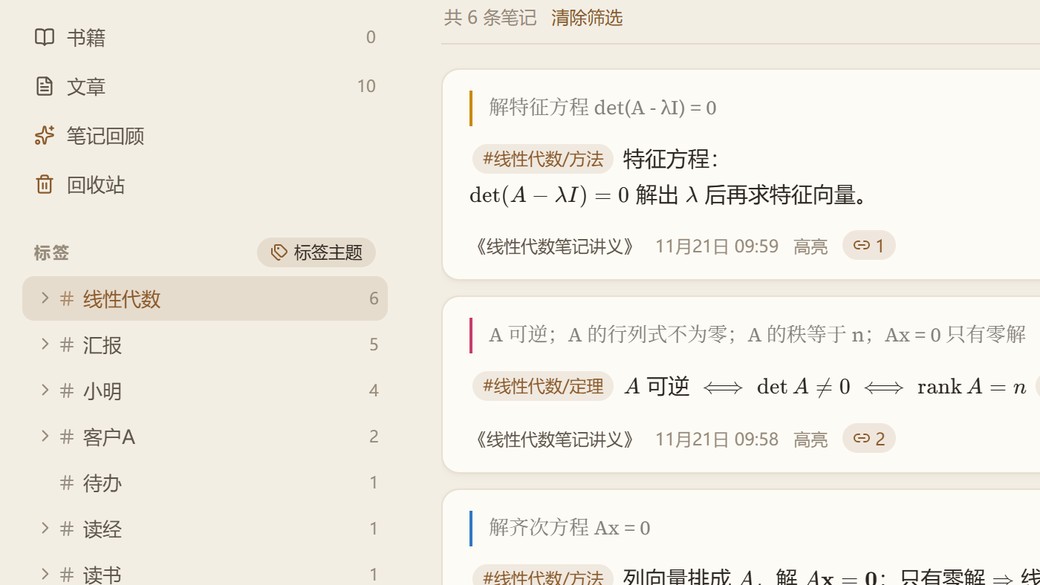 书籍 0
文章 10
笔记回顾
回收站
标签 标签主题
# 线性代数 6
# 汇报 5
# 小明 4
# 客户A 2
# 待办 1
# 读经 1
# 读书 1
共 6 条笔记 清除筛选
解特征方程 det(A - λI) = 0
#线性代数/方法 特征方程：
det(A − λI) = 0 解出 λ 后再求特征向量。
《线性代数笔记讲义》 11月21日 09:59 高亮 1
A 可逆；A 的行列式不为零；A 的秩等于 n；Ax = 0 只有零解
#线性代数/定理 A 可逆 ⟺ det A ≠ 0 ⟺ rank A = n
《线性代数笔记讲义》 11月21日 09:58 高亮 2
解齐次方程 Ax = 0
#线性代数/方法 列向量排成 A，解 Ax = 0；只有零解 ⇒ 线